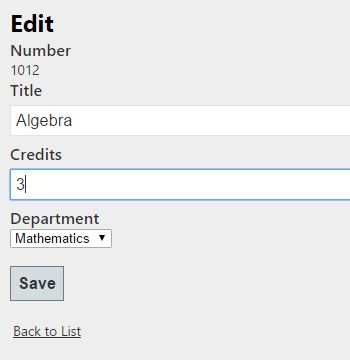 Edit
Number
1012
Title
Algebra
Credits
3
Department
Mathematics
Save
Back to List